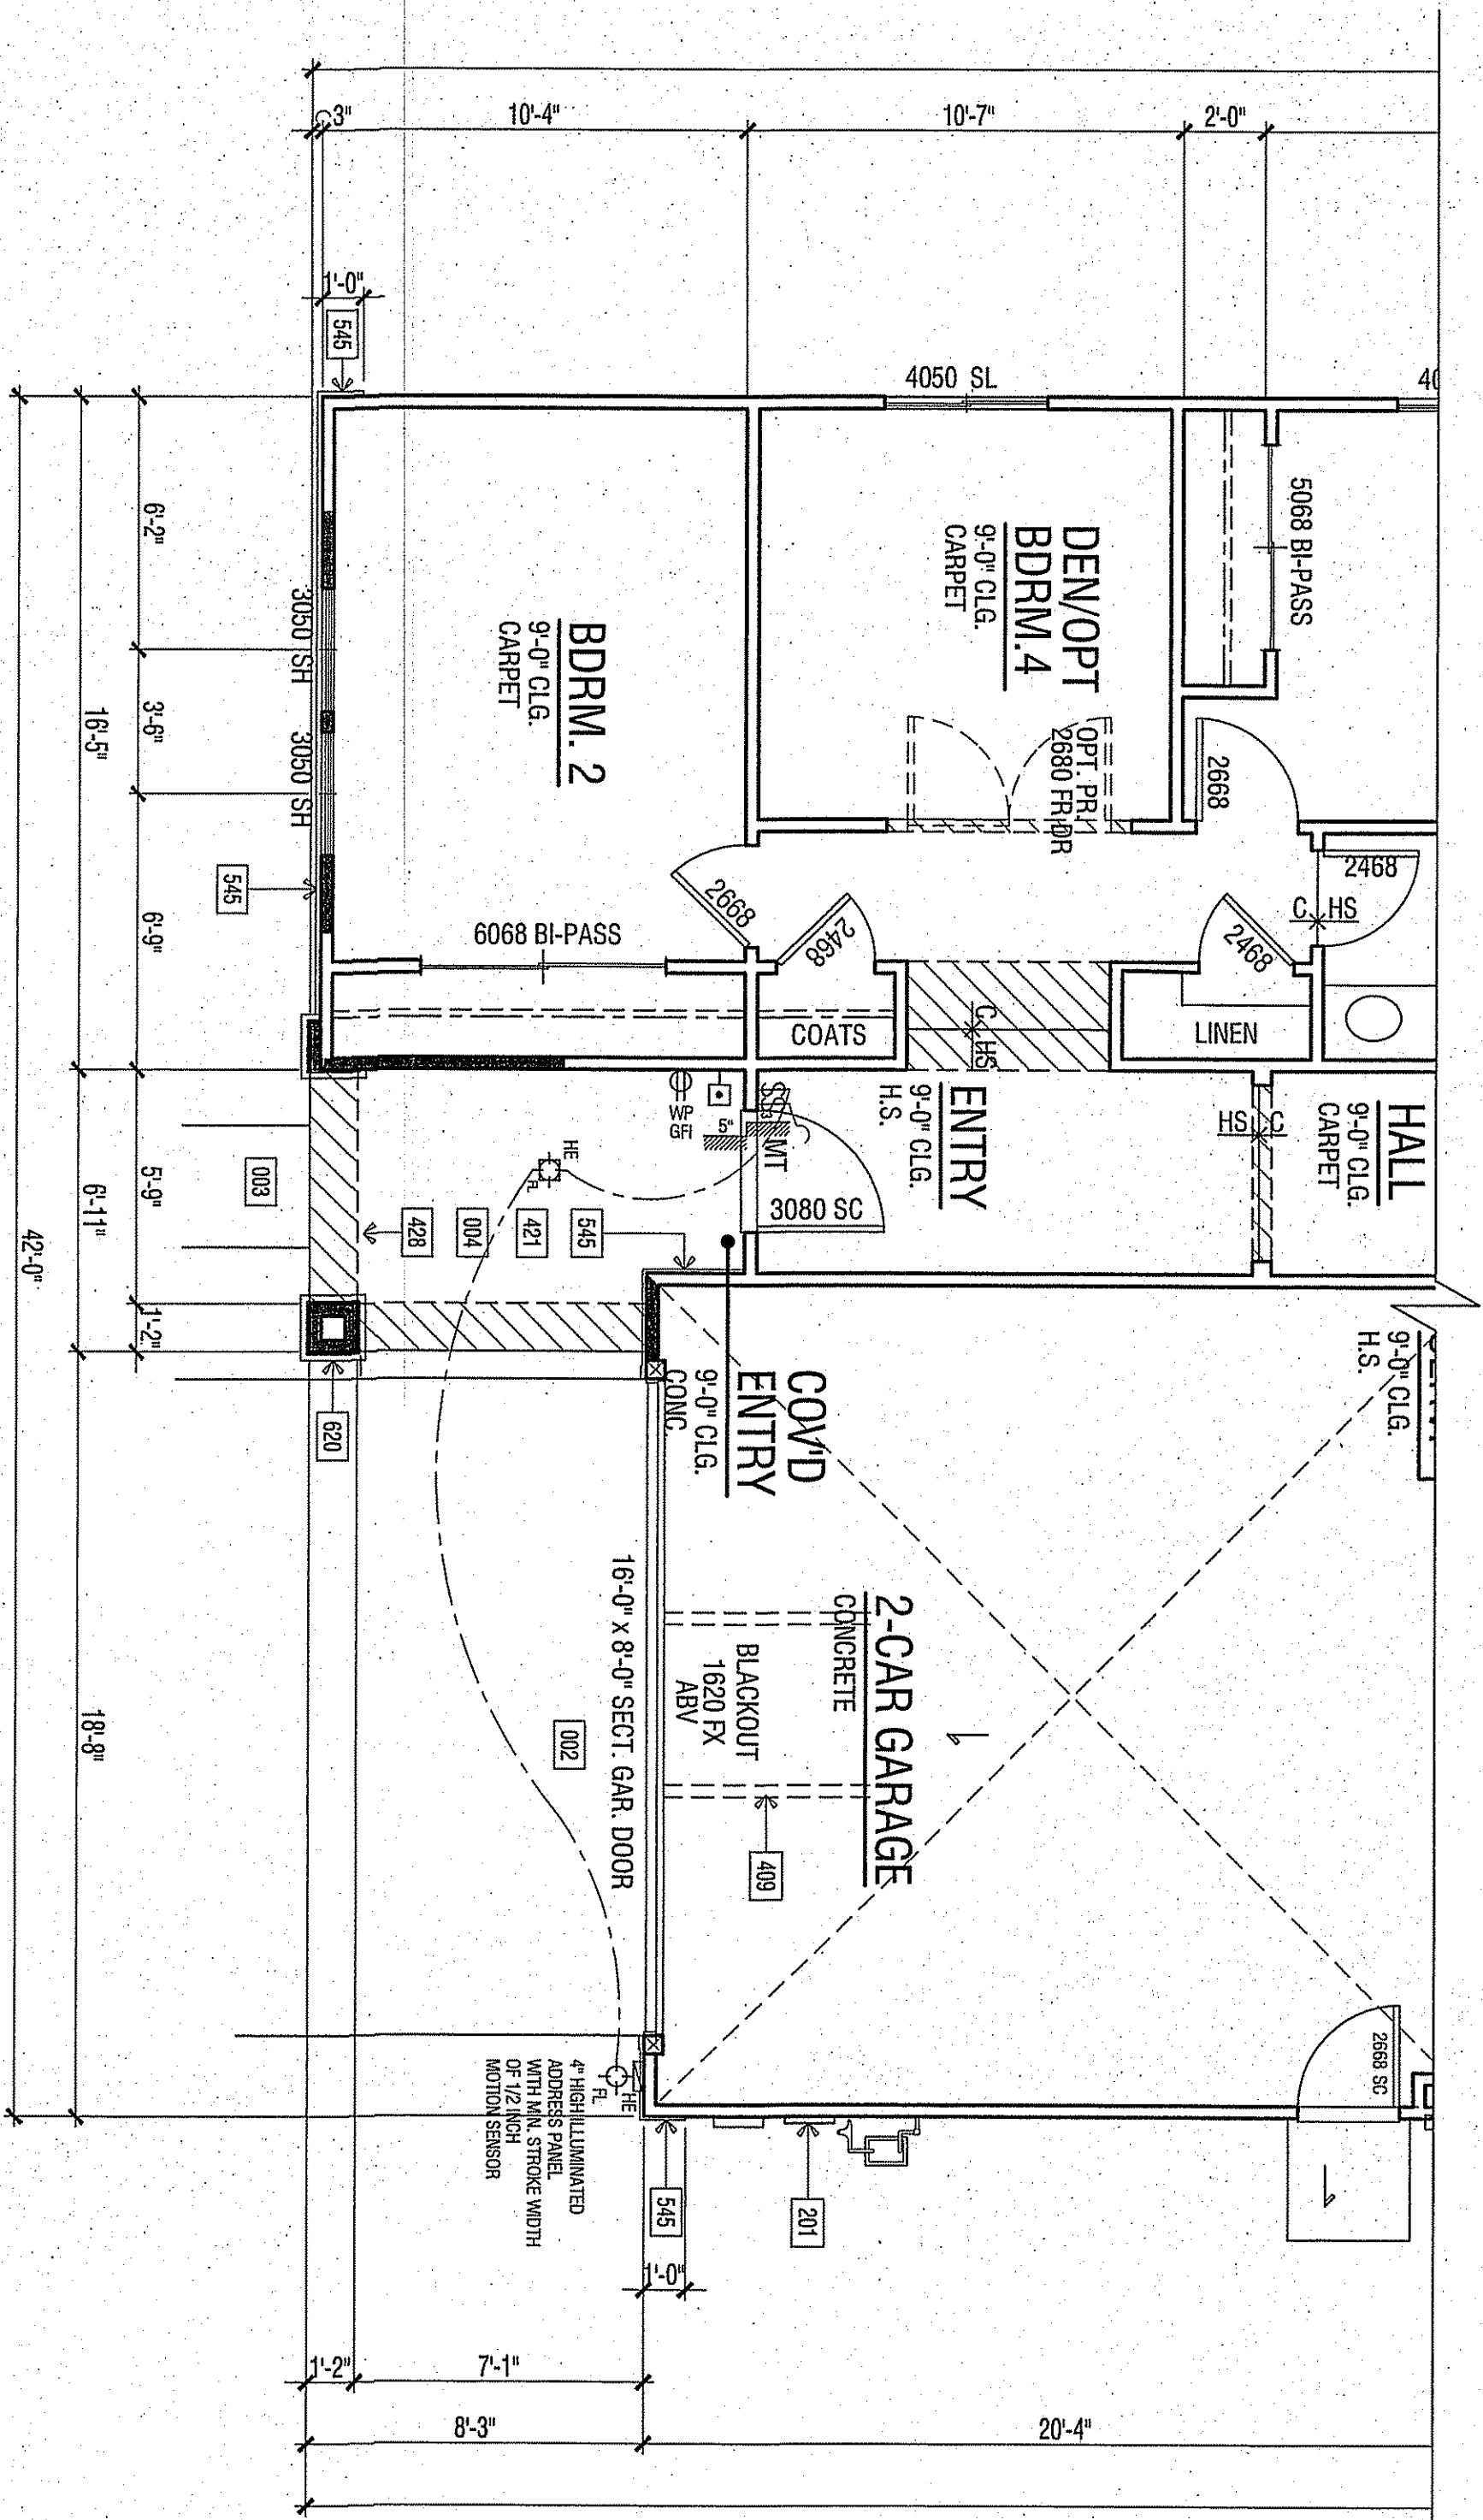 3"
10'-4"
10'-7"
2'-0"
1'-0"
545
4050 SL
5068 BI-PASS
DEN/OPT
BDRM.4
9'-0" CLG.
CARPET
OPT. PR.
2680 FR DR
2668
BDRM. 2
9'-0" CLG.
CARPET
3050 SH
3050 SH
6'-2"
3'-6"
6'-9"
16'-5"
545
6068 BI-PASS
2668
2468
2468
2468
C HS
COATS
C HS
LINEN
HALL
9'-0" CLG.
CARPET
HS C
ENTRY
9'-0" CLG.
H.S.
3080 SC
MT
5"
WP
GFI
HE
FL
545
421
004
428
003
5'-9"
1'-2"
6'-11"
42'-0"
620
COV'D
ENTRY
9'-0" CLG.
CONC.
9'-0" CLG.
H.S.
2-CAR GARAGE
CONCRETE
BLACKOUT
1620 FX
ABV
409
16'-0" x 8'-0" SECT. GAR. DOOR
002
18'-8"
2668 SC
HE
FL
4" HIGH ILLUMINATED
ADDRESS PANEL
WITH MIN. STROKE WIDTH
OF 1/2 INCH
MOTION SENSOR
545
201
1'-0"
1'-2"
7'-1"
8'-3"
20'-4"